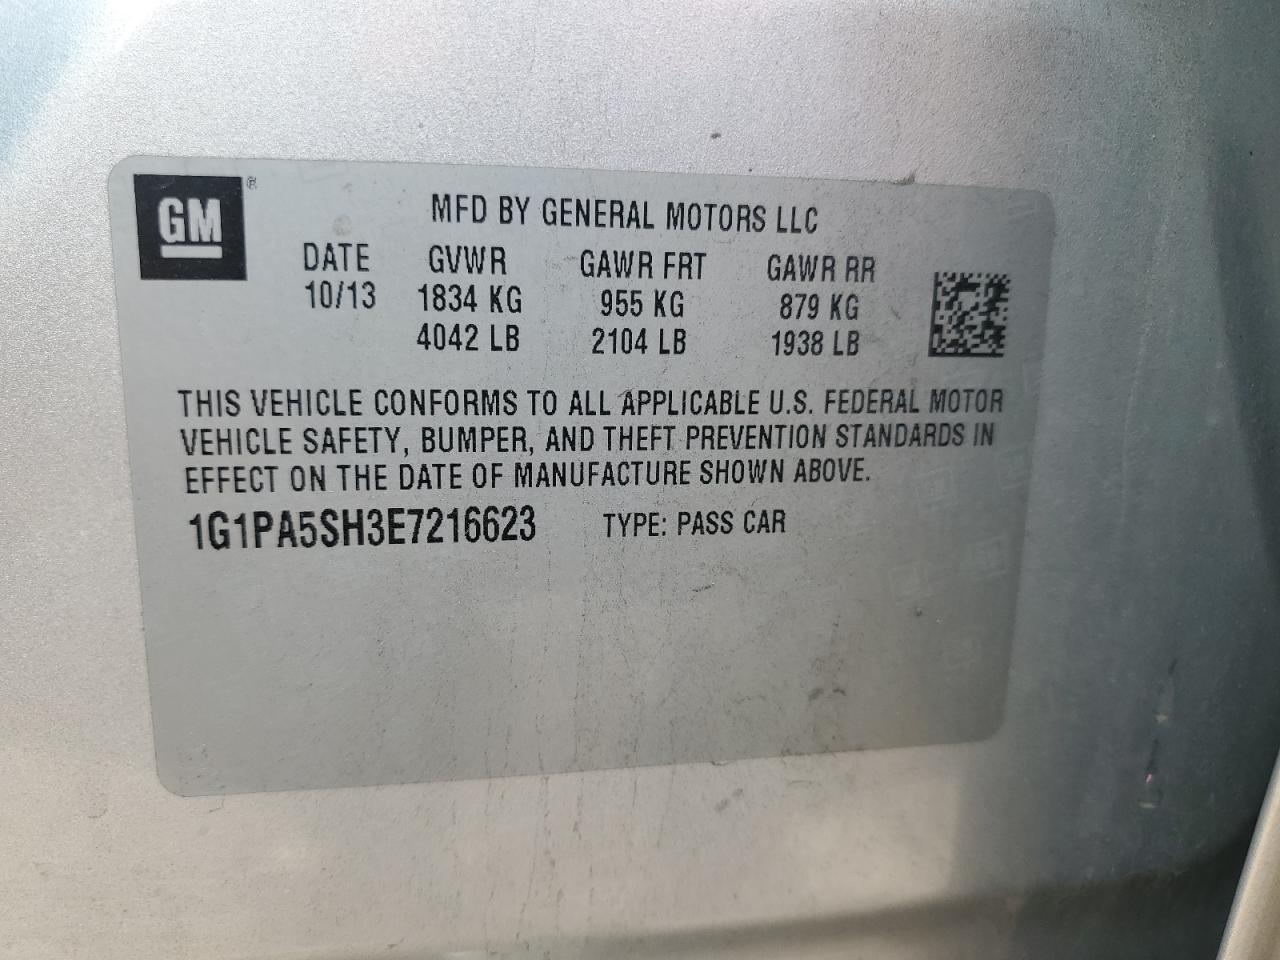 GM ®
MFD BY GENERAL MOTORS LLC
DATE GVWR GAWR FRT GAWR RR
10/13 1834 KG 955 KG 879 KG
4042 LB 2104 LB 1938 LB
THIS VEHICLE CONFORMS TO ALL APPLICABLE U.S. FEDERAL MOTOR
VEHICLE SAFETY, BUMPER, AND THEFT PREVENTION STANDARDS IN
EFFECT ON THE DATE OF MANUFACTURE SHOWN ABOVE.
1G1PA5SH3E7216623 TYPE: PASS CAR